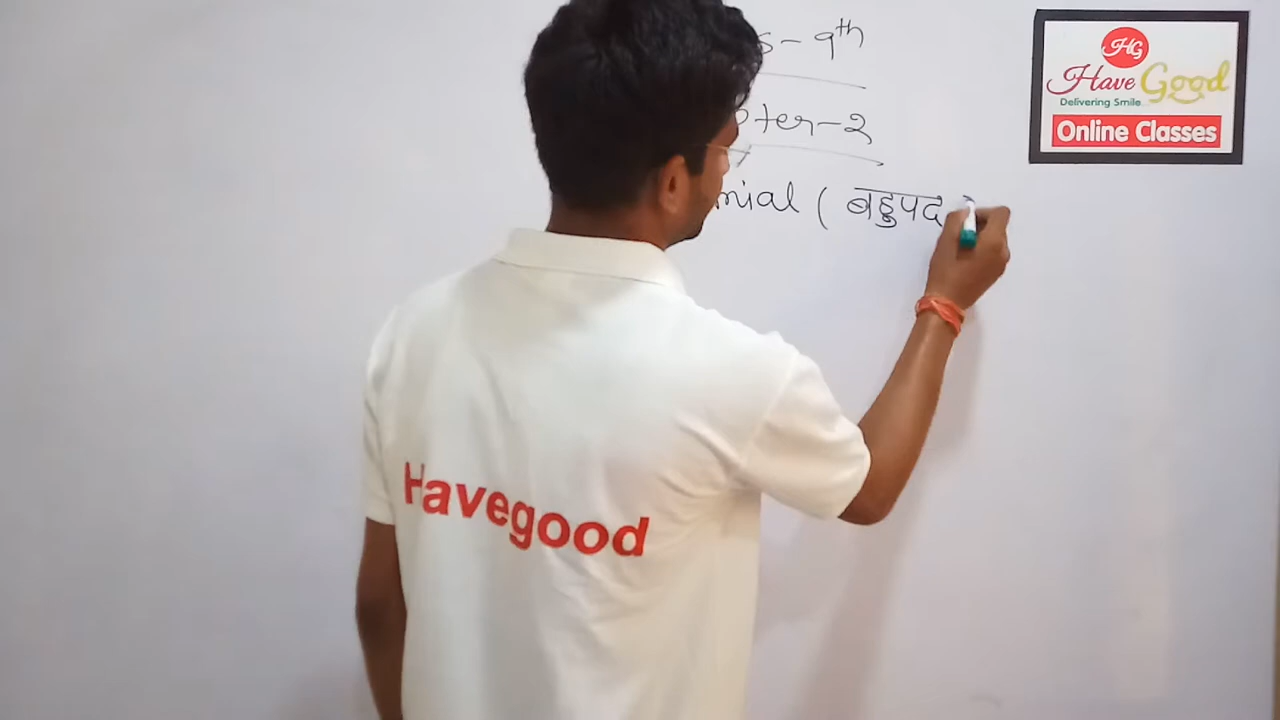 s-9th
pter-2
mial (बहुपद
HG
Have Good
Delivering Smile
Online Classes
Havegood